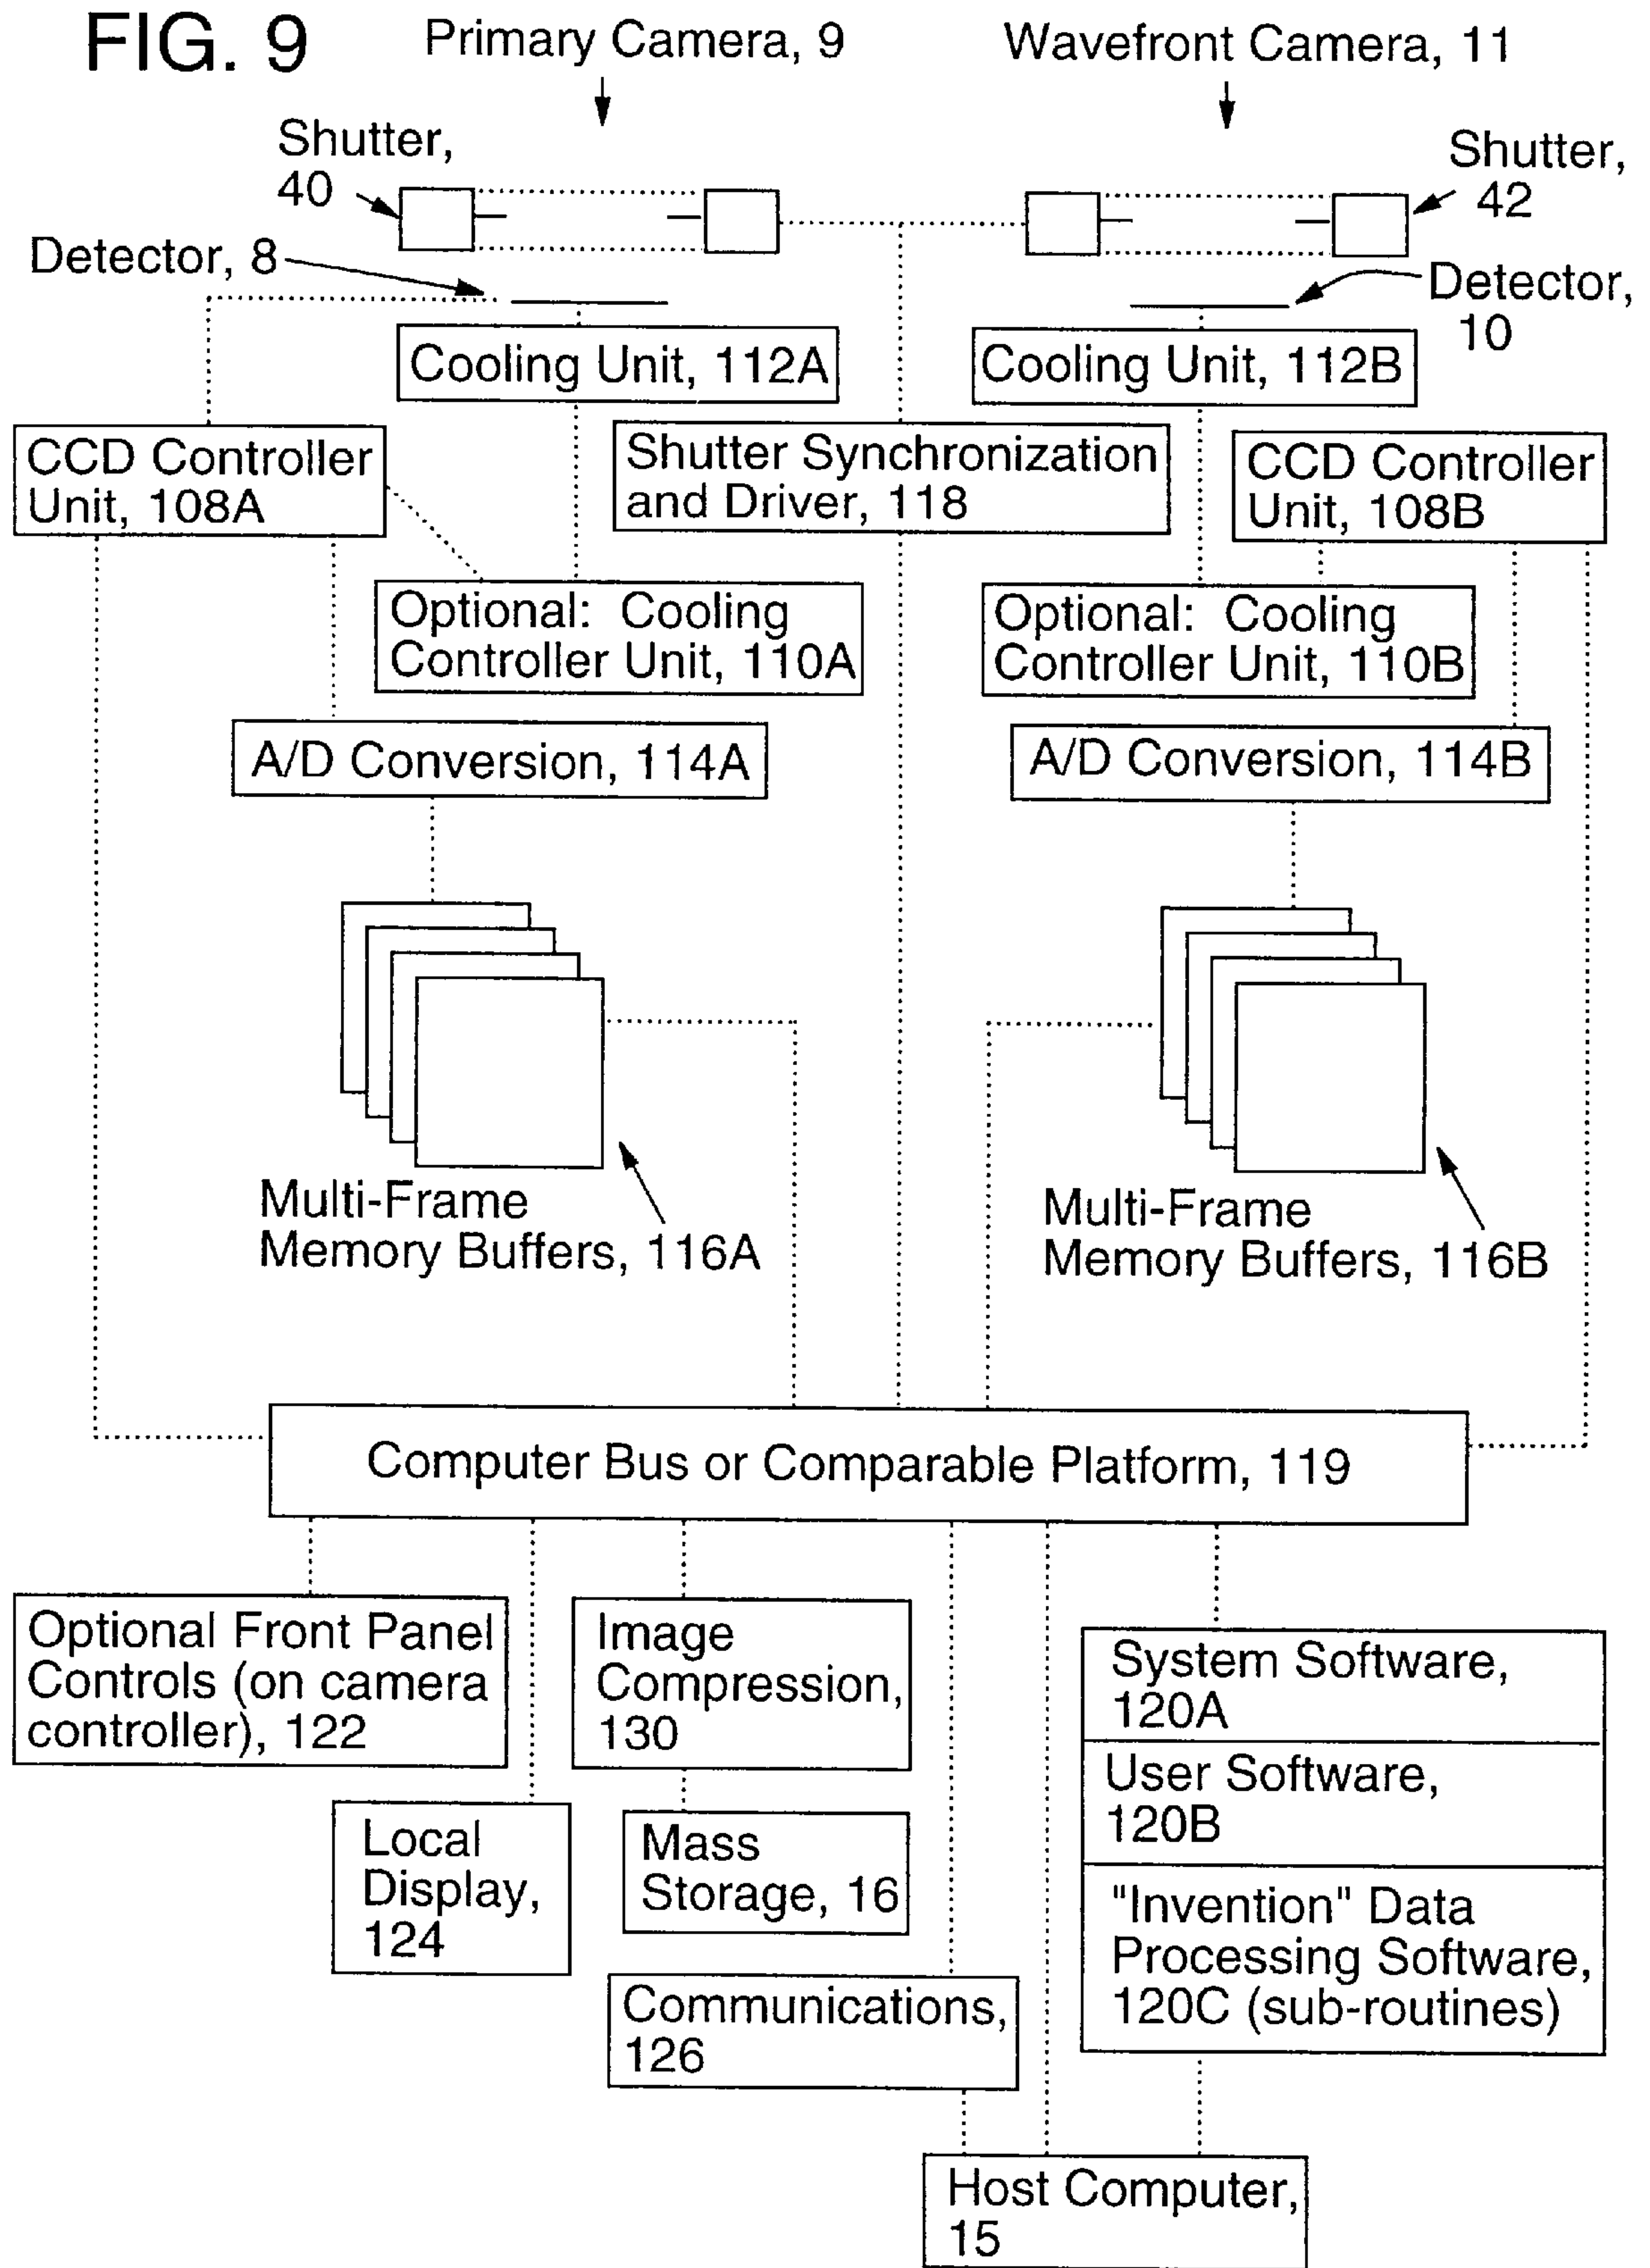 FIG. 9
Primary Camera, 9
Wavefront Camera, 11
Shutter,
40
Shutter,
42
Detector, 8
Detector,
10
Cooling Unit, 112A
Cooling Unit, 112B
CCD Controller
Unit, 108A
Shutter Synchronization
and Driver, 118
CCD Controller
Unit, 108B
Optional: Cooling
Controller Unit, 110A
Optional: Cooling
Controller Unit, 110B
A/D Conversion, 114A
A/D Conversion, 114B
Multi-Frame
Memory Buffers, 116A
Multi-Frame
Memory Buffers, 116B
Computer Bus or Comparable Platform, 119
Optional Front Panel
Controls (on camera
controller), 122
Image
Compression,
130
System Software,
120A
User Software,
120B
Local
Display,
124
Mass
Storage, 16
"Invention" Data
Processing Software,
120C (sub-routines)
Communications,
126
Host Computer,
15